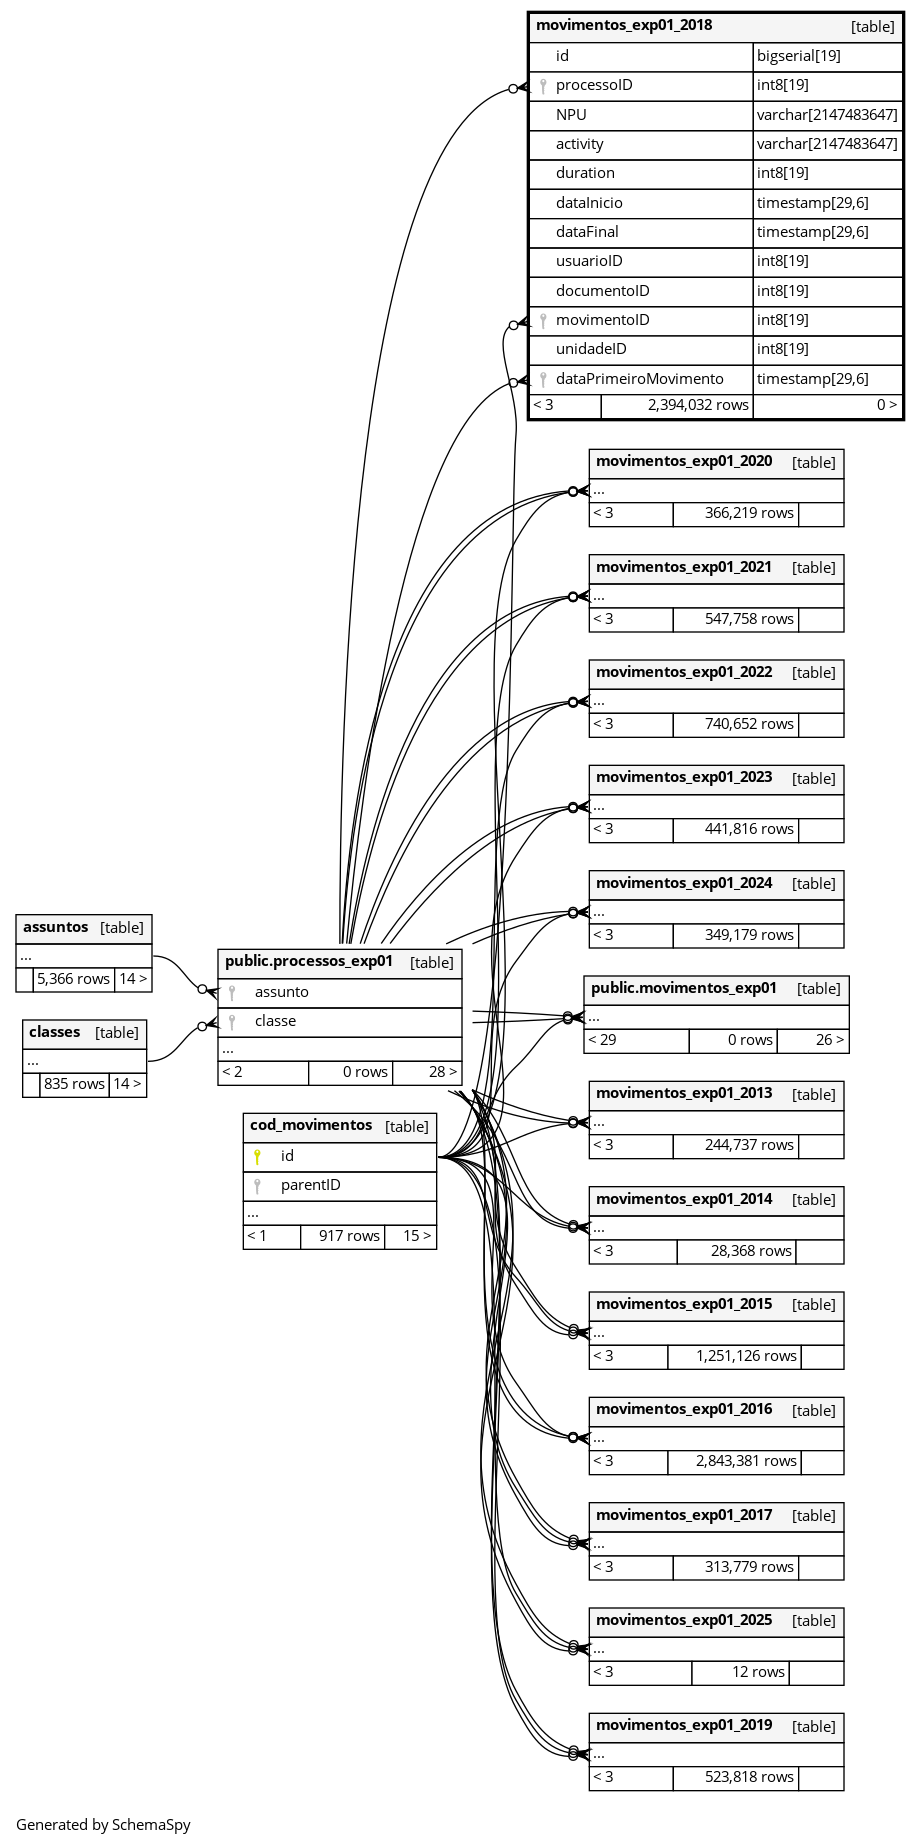 movimentos_exp01_2018 [table]
id bigserial[19]
processoID int8[19]
NPU varchar[2147483647]
activity varchar[2147483647]
duration int8[19]
dataInicio timestamp[29,6]
dataFinal timestamp[29,6]
usuarioID int8[19]
documentoID int8[19]
movimentoID int8[19]
unidadeID int8[19]
dataPrimeiroMovimento timestamp[29,6]
< 3 2,394,032 rows 0 >
movimentos_exp01_2020 [table]
...
< 3 366,219 rows
movimentos_exp01_2021 [table]
...
< 3 547,758 rows
movimentos_exp01_2022 [table]
...
< 3 740,652 rows
movimentos_exp01_2023 [table]
...
< 3 441,816 rows
movimentos_exp01_2024 [table]
...
< 3 349,179 rows
assuntos [table]
...
5,366 rows 14 >
classes [table]
...
835 rows 14 >
public.processos_exp01 [table]
assunto
classe
...
< 2 0 rows 28 >
public.movimentos_exp01 [table]
...
< 29 0 rows 26 >
cod_movimentos [table]
id
parentID
...
< 1 917 rows 15 >
movimentos_exp01_2013 [table]
...
< 3 244,737 rows
movimentos_exp01_2014 [table]
...
< 3 28,368 rows
movimentos_exp01_2015 [table]
...
< 3 1,251,126 rows
movimentos_exp01_2016 [table]
...
< 3 2,843,381 rows
movimentos_exp01_2017 [table]
...
< 3 313,779 rows
movimentos_exp01_2025 [table]
...
< 3 12 rows
movimentos_exp01_2019 [table]
...
< 3 523,818 rows
Generated by SchemaSpy